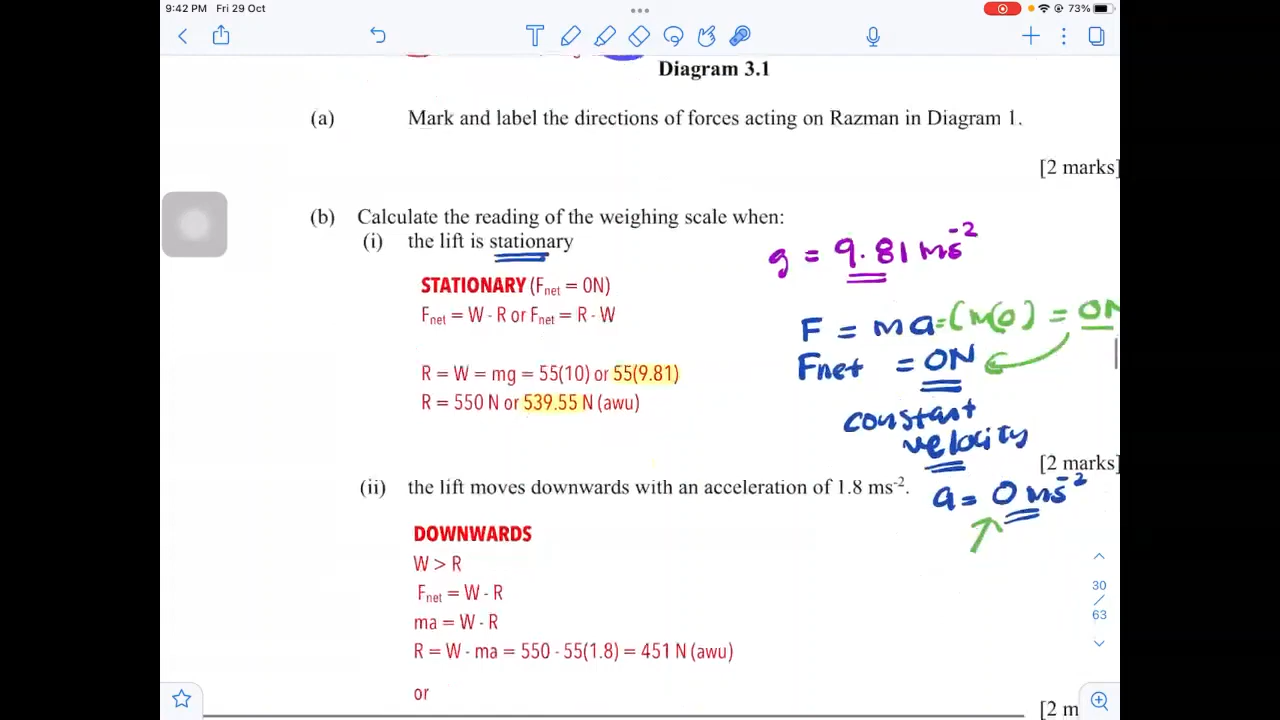 9:42 PM Fri 29 Oct
73%
Diagram 3.1
(a) Mark and label the directions of forces acting on Razman in Diagram 1.
[2 marks]
(b) Calculate the reading of the weighing scale when:
(i) the lift is stationary
g = 9.81 ms⁻²
STATIONARY (Fnet = 0N)
Fnet = W - R or Fnet = R - W
F = ma = (m(0) = 0N
Fnet = 0N
R = W = mg = 55(10) or 55(9.81)
R = 550 N or 539.55 N (awu)
constant
velocity
[2 marks]
(ii) the lift moves downwards with an acceleration of 1.8 ms⁻².
a = 0 ms⁻²
DOWNWARDS
W > R
Fnet = W - R
ma = W - R
R = W - ma = 550 - 55(1.8) = 451 N (awu)
or
30
/
63
[2 m